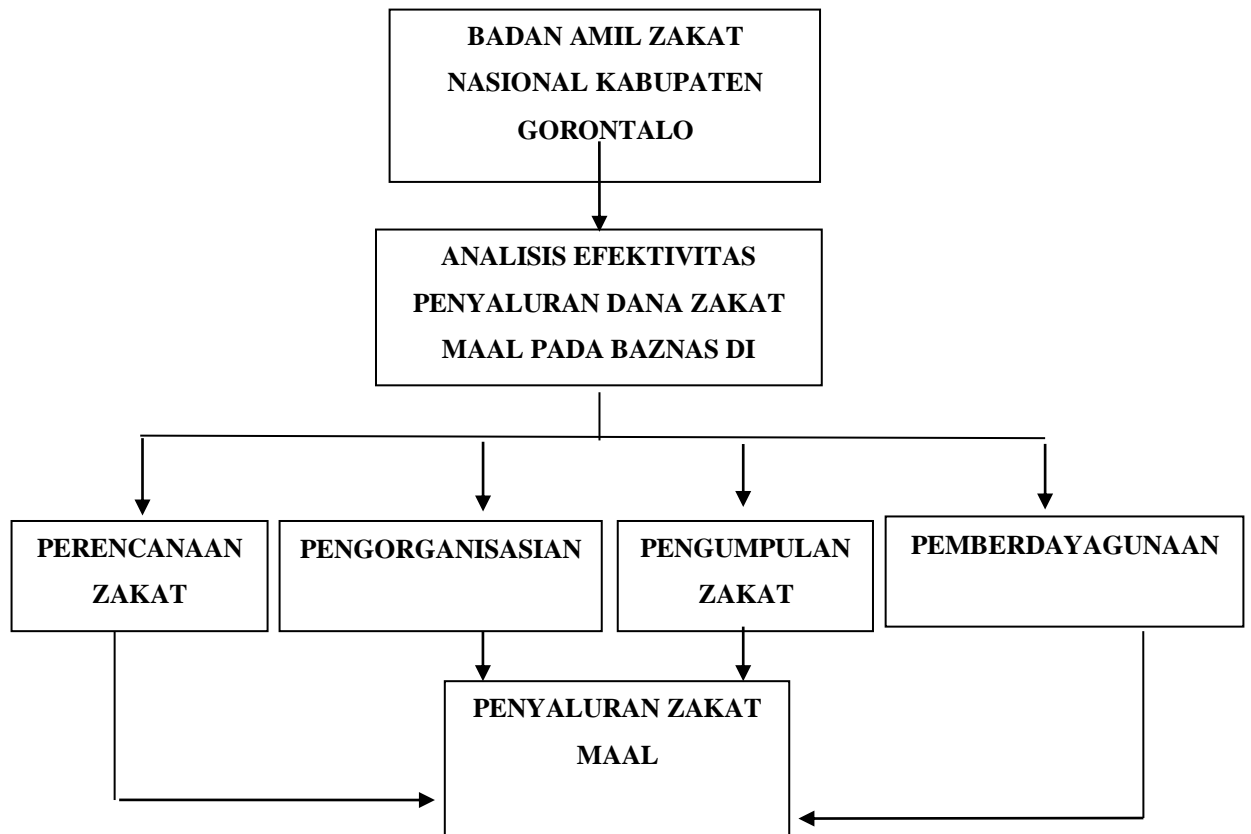 BADAN AMIL ZAKAT
NASIONAL KABUPATEN
GORONTALO
ANALISIS EFEKTIVITAS
PENYALURAN DANA ZAKAT
MAAL PADA BAZNAS DI
PERENCANAAN
ZAKAT
PENGORGANISASIAN
PENGUMPULAN
ZAKAT
PEMBERDAYAGUNAAN
PENYALURAN ZAKAT
MAAL